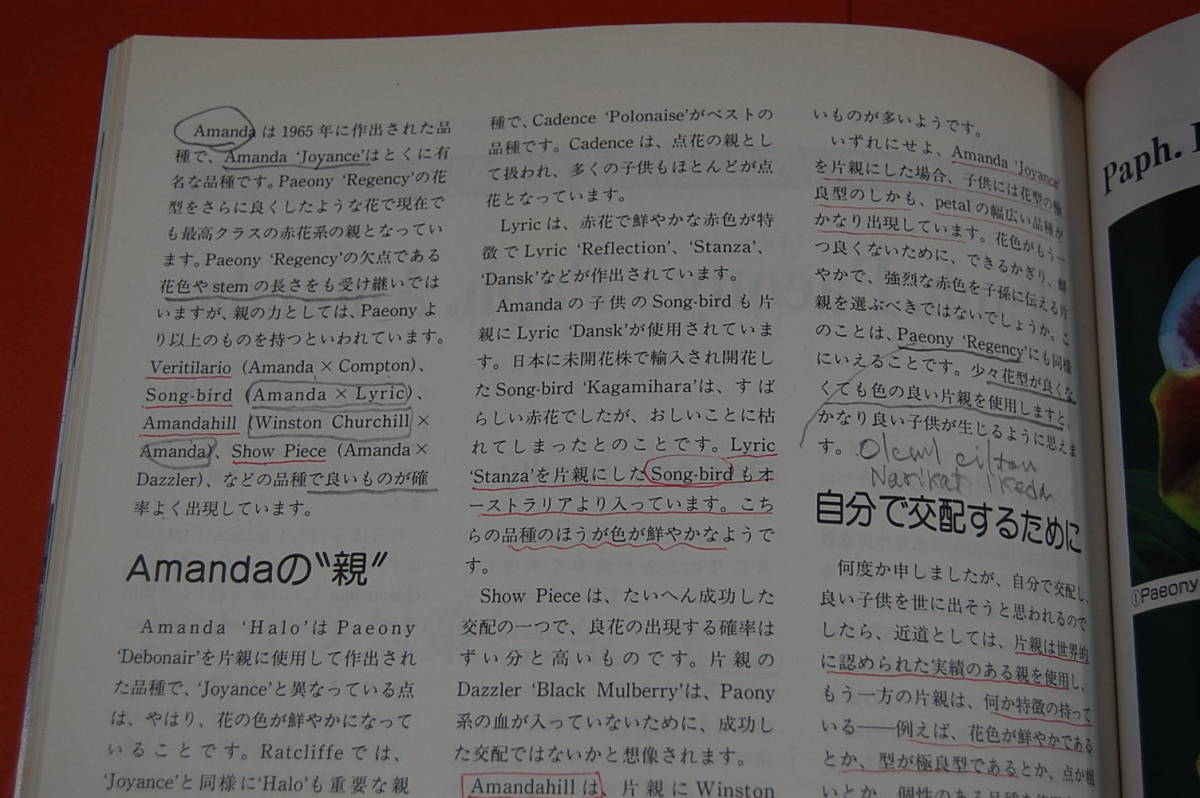 Amandaは1965年に作出された品
種で、Amanda ‘Joyance’はとくに有
名な品種です。Paeony ‘Regency’の花
型をさらに良くしたような花で現在で
も最高クラスの赤花系の親となってい
ます。Paeony ‘Regency’の欠点である
花色やstemの長さをも受け継いでは
いますが、親の力としては、Paeonyよ
り以上のものを持つといわれています。
Veritilario (Amanda×Compton)、
Song-bird (Amanda×Lyric)、
Amandahill (Winston Churchill×
Amanda)、Show Piece (Amanda×
Dazzler)、などの品種で良いものが確
率よく出現しています。
Amandaの〝親〟
Amanda ‘Halo’はPaeony
‘Debonair’を片親に使用して作出され
た品種で、‘Joyance’と異なっている点
は、やはり、花の色が鮮やかになって
いることです。Ratcliffeでは、
‘Joyance’と同様に‘Halo’も重要な親
種で、Cadence ‘Polonaise’がベストの
品種です。Cadenceは、点花の親とし
て扱われ、多くの子供もほとんどが点
花となっています。
Lyricは、赤花で鮮やかな赤色が特
徴でLyric ‘Reflection’、‘Stanza’、
‘Dansk’などが作出されています。
Amandaの子供のSong-birdも片
親にLyric ‘Dansk’が使用されていま
す。日本に未開花株で輸入され開花し
たSong-bird ‘Kagamihara’は、すば
らしい赤花でしたが、おしいことに枯
れてしまったとのことです。Lyric
‘Stanza’を片親にしたSong-birdもオ
ーストラリアより入っています。こち
らの品種のほうが色が鮮やかなようで
す。
Show Pieceは、たいへん成功した
交配の一つで、良花の出現する確率は
ずい分と高いものです。片親の
Dazzler ‘Black Mulberry’は、Paony
系の血が入っていないために、成功し
た交配ではないかと想像されます。
Amandahillは、片親にWinston
いものが多いようです。
いずれにせよ、Amanda ‘Joyance’
を片親にした場合、子供には花型の極
良型のしかも、petalの幅広い品種が
かなり出現しています。花色がもう一
つ良くないために、できるかぎり、鮮
やかで、強烈な赤色を子孫に伝える片
親を選ぶべきではないでしょうか。こ
のことは、Paeony ‘Regency’にも同様
にいえることです。少々花型が良くな
くても色の良い片親を使用しますと、
かなり良い子供が生じるように思えま
す。
自分で交配するために
何度か申しましたが、自分で交配し、
良い子供を世に出そうと思われるので
したら、近道としては、片親は世界的
に認められた実績のある親を使用し、
もう一方の片親は、何か特徴の持って
いる——例えば、花色が鮮やかである
とか、型が極良型であるとか、点が粗
いとか、個性のある品種を
Paph.
①Paeony